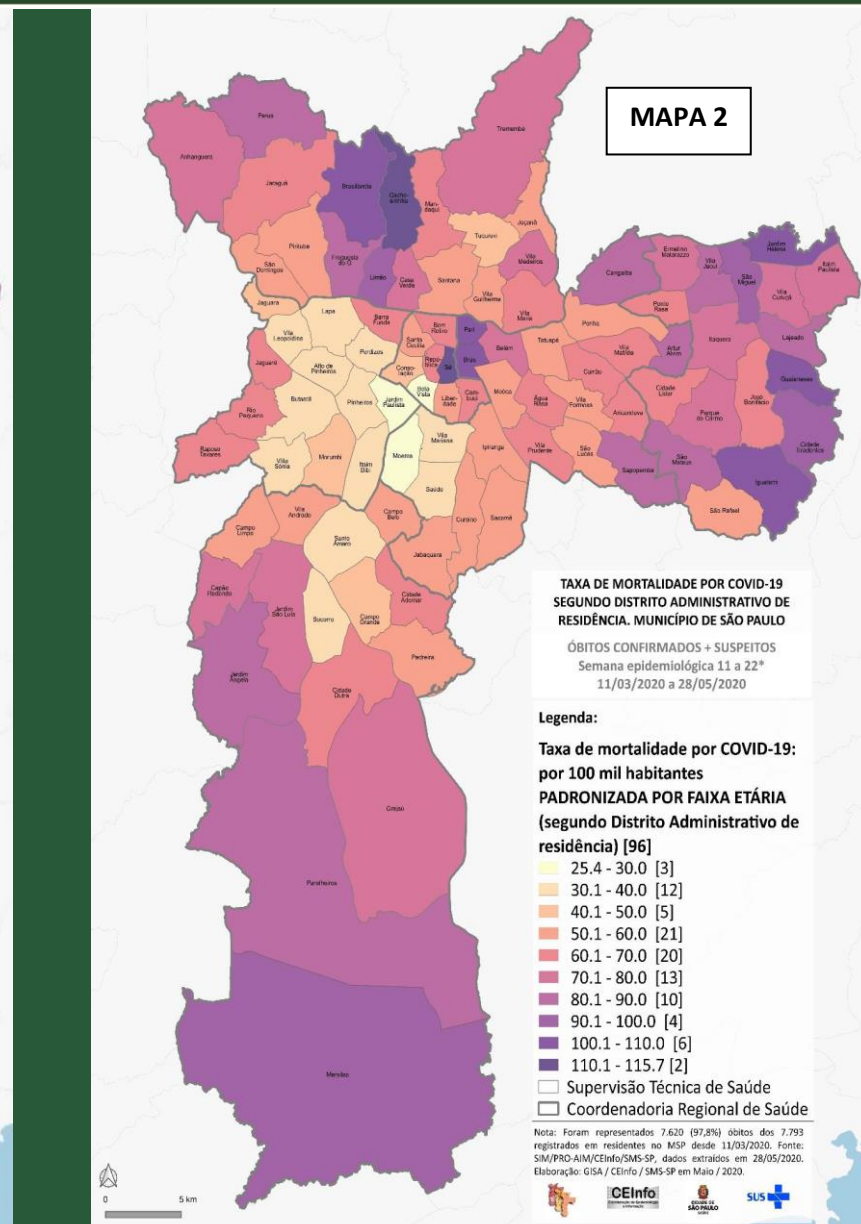 MAPA 2
Perus
Tremembé
Anhanguera
Jaraguá
Brasilândia
Cachoeirinha
Mandaqui
Jaçanã
Tucuruvi
Pirituba
São
Domingos
Freguesia
do Ó
Limão
Casa
Verde
Santana
Vila
Medeiros
Vila
Guilherme
Vila
Maria
Jaguara
Cangaíba
Ermelino
Matarazzo
Vila
Jacuí
São
Miguel
Jardim
Helena
Itaim
Paulista
Vila
Curuçá
Lajeado
Ponte
Rasa
Lapa
Vila
Leopoldina
Barra
Funda
Perdizes
Alto de
Pinheiros
Jaguaré
Butantã
Pinheiros
Jardim
Paulista
Rio
Pequeno
Raposo
Tavares
Vila
Sônia
Morumbi
Itaim
Bibi
Moema
Vila
Mariana
Saúde
Santa
Cecília
Bom
Retiro
Pari
Brás
Sé
República
Consolação
Bela
Vista
Liberdade
Cambuci
Belém
Tatuapé
Penha
Vila
Matilde
Artur
Alvim
Itaquera
Guaianases
Mooca
Água
Rasa
Carrão
Vila
Formosa
Aricanduva
Cidade
Líder
Parque
do Carmo
José
Bonifácio
Cidade
Tiradentes
Ipiranga
Vila
Prudente
São
Lucas
Sapopemba
São
Mateus
Iguatemi
São Rafael
Campo
Limpo
Vila
Andrade
Santo
Amaro
Campo
Belo
Jabaquara
Cursino
Sacomã
Capão
Redondo
Jardim
São Luís
Socorro
Campo
Grande
Cidade
Ademar
Pedreira
Jardim
Ângela
Cidade
Dutra
Grajaú
Parelheiros
Marsilac
TAXA DE MORTALIDADE POR COVID-19
SEGUNDO DISTRITO ADMINISTRATIVO DE
RESIDÊNCIA. MUNICÍPIO DE SÃO PAULO
ÓBITOS CONFIRMADOS + SUSPEITOS
Semana epidemiológica 11 a 22*
11/03/2020 a 28/05/2020
Legenda:
Taxa de mortalidade por COVID-19:
por 100 mil habitantes
PADRONIZADA POR FAIXA ETÁRIA
(segundo Distrito Administrativo de
residência) [96]
25.4 - 30.0 [3]
30.1 - 40.0 [12]
40.1 - 50.0 [5]
50.1 - 60.0 [21]
60.1 - 70.0 [20]
70.1 - 80.0 [13]
80.1 - 90.0 [10]
90.1 - 100.0 [4]
100.1 - 110.0 [6]
110.1 - 115.7 [2]
Supervisão Técnica de Saúde
Coordenadoria Regional de Saúde
Nota: Foram representados 7.620 (97,8%) óbitos dos 7.793
registrados em residentes no MSP desde 11/03/2020. Fonte:
SIM/PRO-AIM/CEInfo/SMS-SP, dados extraídos em 28/05/2020.
Elaboração: GISA / CEInfo / SMS-SP em Maio / 2020.
0 5 km
CEInfo
CIDADE DE
SÃO PAULO
SAÚDE
SUS